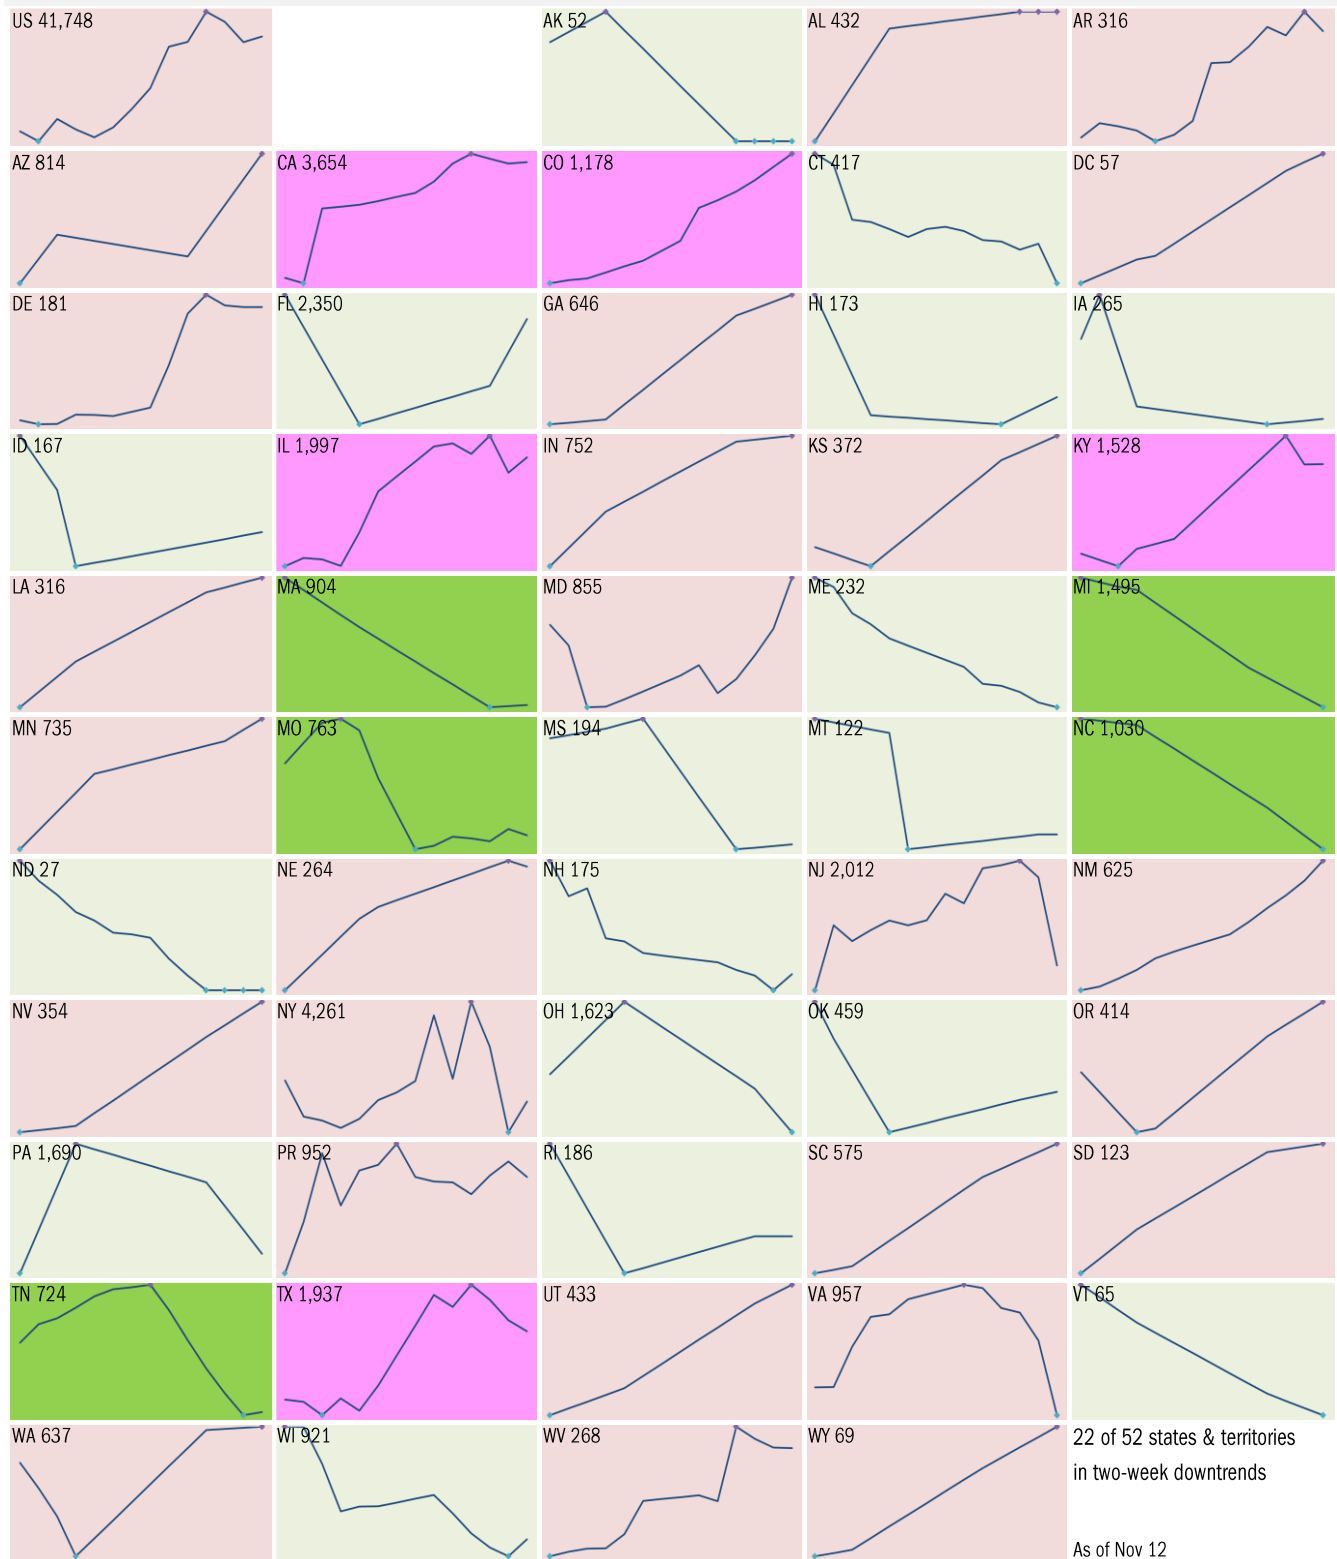 US 41,748
AK 52
AL 432
AR 316
AZ 814
CA 3,654
CO 1,178
CT 417
DC 57
DE 181
FL 2,350
GA 646
HI 173
IA 265
ID 167
IL 1,997
IN 752
KS 372
KY 1,528
LA 316
MA 904
MD 855
ME 232
MI 1,495
MN 735
MO 763
MS 194
MT 122
NC 1,030
ND 27
NE 264
NH 175
NJ 2,012
NM 625
NV 354
NY 4,261
OH 1,623
OK 459
OR 414
PA 1,690
PR 952
RI 186
SC 575
SD 123
TN 724
TX 1,937
UT 433
VA 957
VT 65
WA 637
WI 921
WV 268
WY 69
22 of 52 states & territories
in two-week downtrends
As of Nov 12